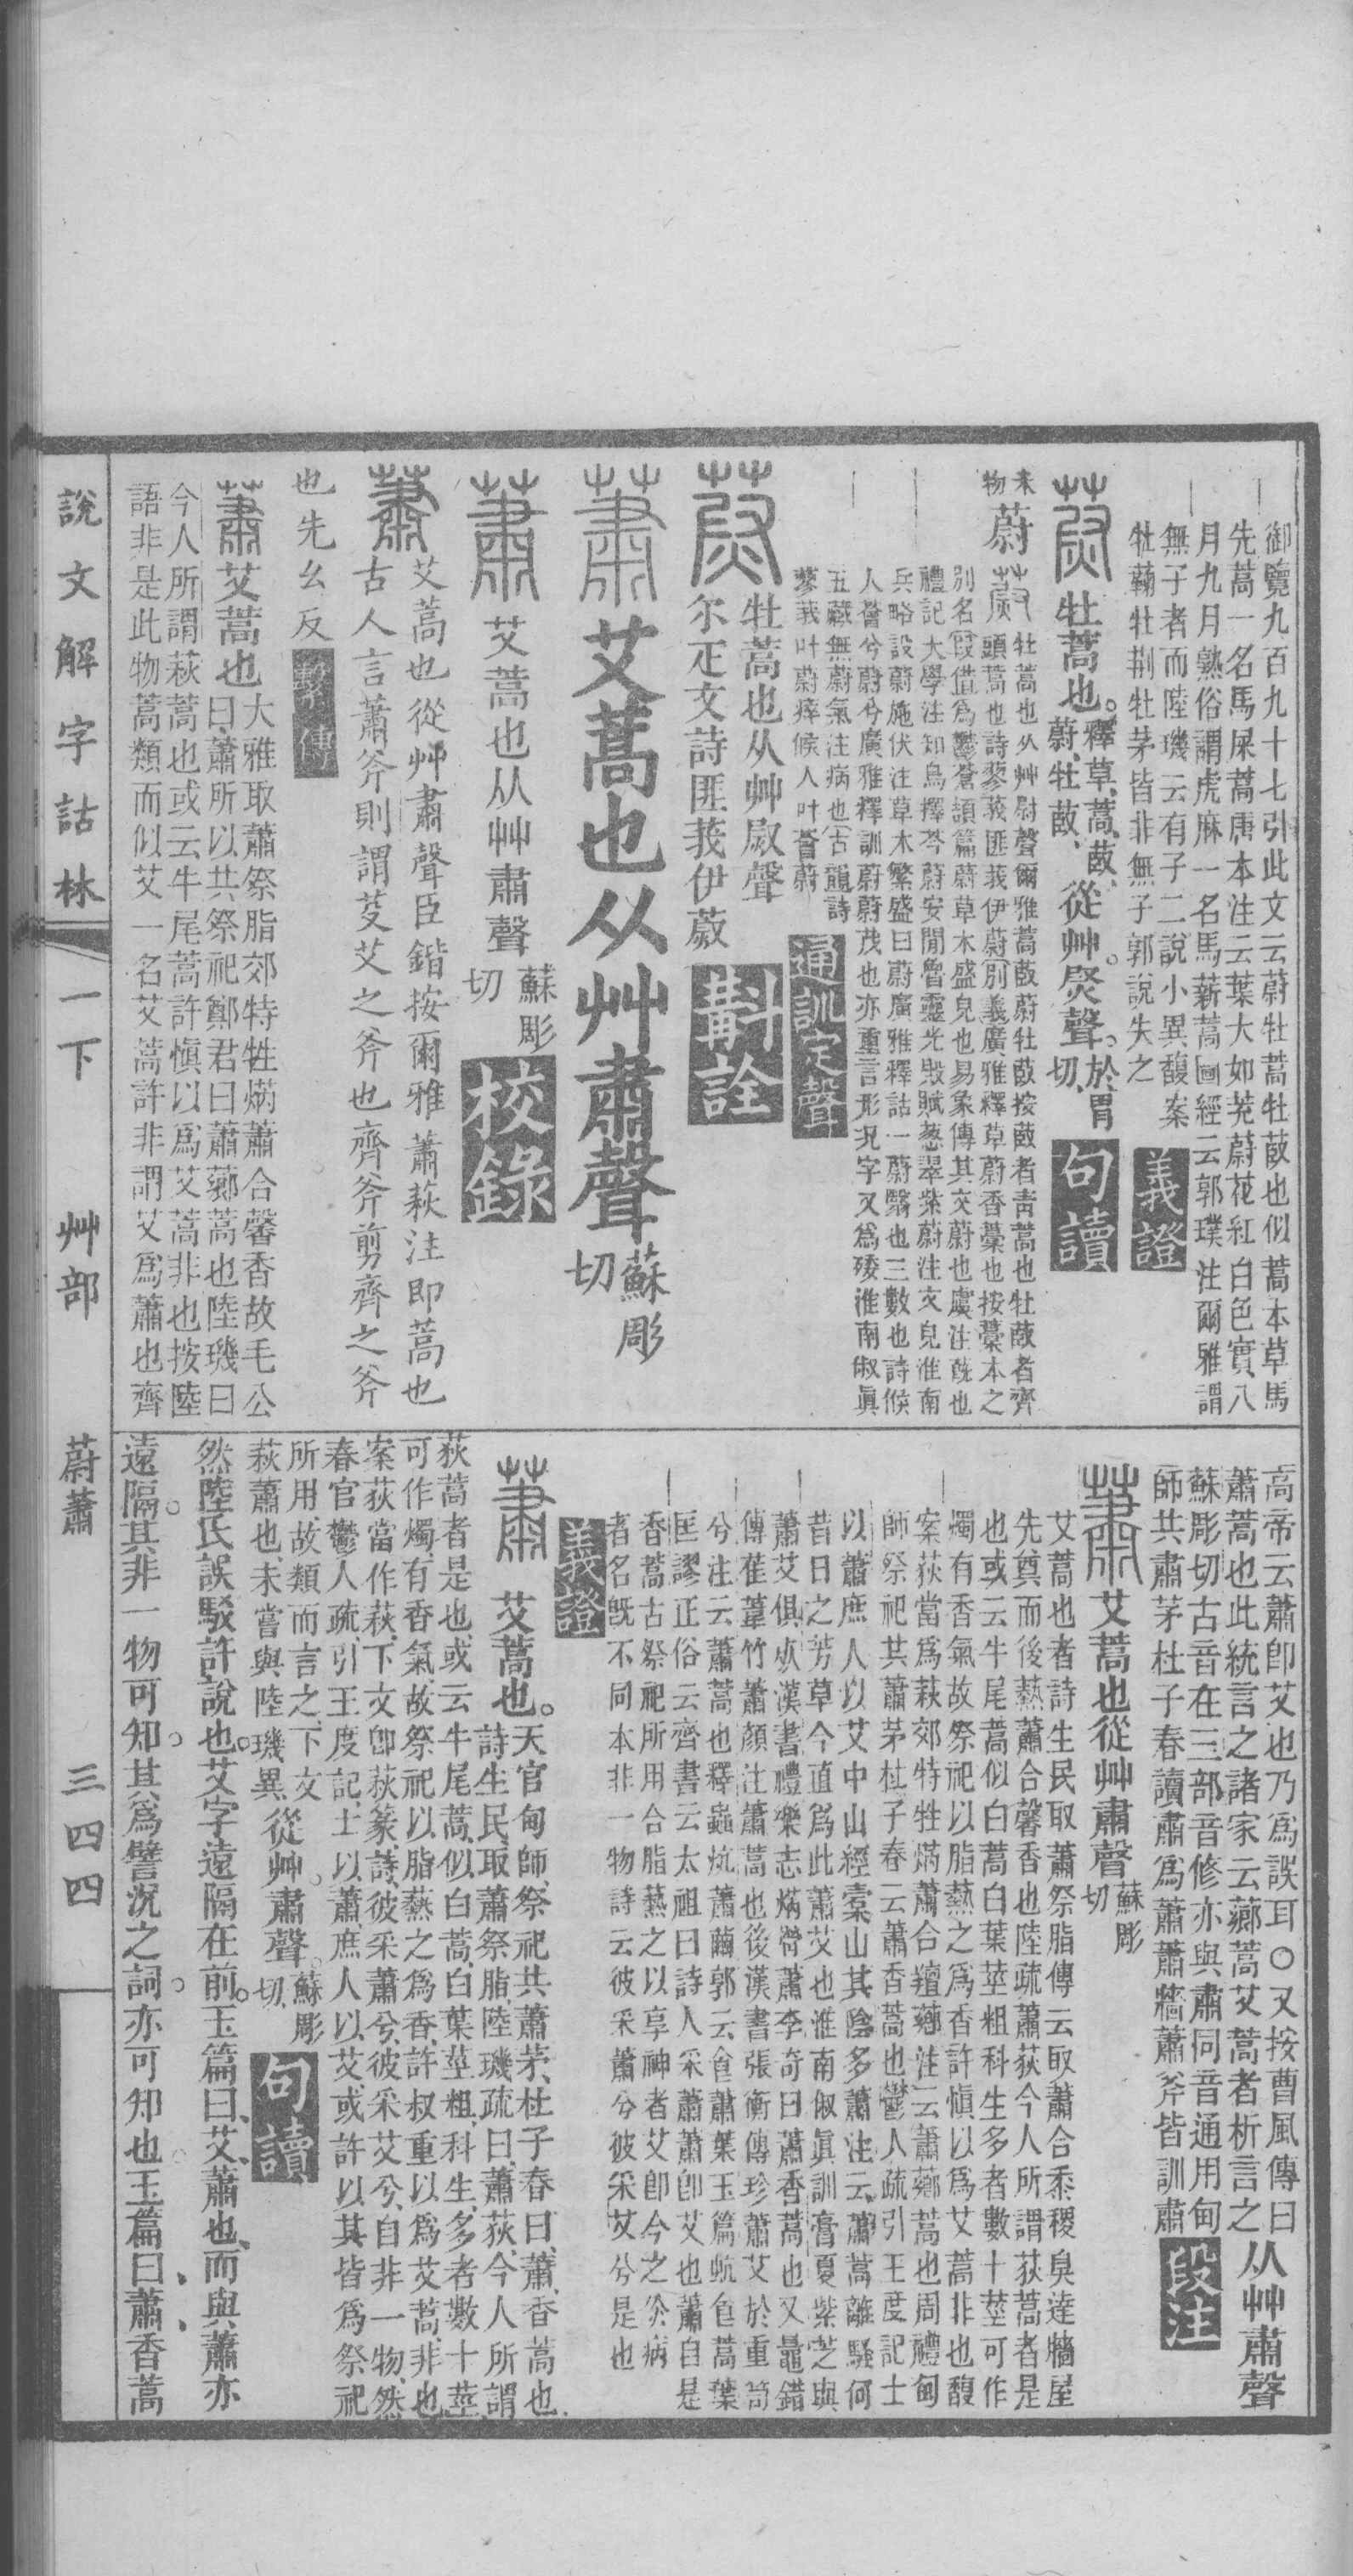 御覽九百九十七引此文云蔚牡蒿牡菣也似蒿本草馬
先蒿一名馬屎蒿唐本注云葉大如茺蔚花紅白色實八
月九月熟俗謂虎麻一名馬薪蒿圖經云郭璞注爾雅謂
無子者而陸璣云有子二說小異馥案
牡蘜牡荆牡茅皆非無子郭說失之
義證
牡蒿也。釋草蒿、菣、
蔚、牡菣、
從艸㷉聲。於胃
切、
句讀
未
物
蔚
牡蒿也从艸尉聲爾雅蒿菣蔚牡菣按菣者青蒿也牡菣者齊
頭蒿也詩蓼莪匪莪伊蔚別義廣雅釋草蔚香藁也按藁本之
別名叚借爲鬱蒼頡篇蔚草木盛皃也易象傳其文蔚也虞注蔇也
禮記大學注知鳥擇岑蔚安閒魯靈光殿賦葱翠紫蔚注文皃淮南
兵略設蔚施伏注草木繁盛曰蔚廣雅釋詁一蔚翳也三數也詩候
人薈兮蔚兮廣雅釋訓蔚蔚茂也亦重言形況字又爲殘淮南俶眞
五藏無蔚氣注病也古韻詩
蓼莪叶蔚瘁候人叶薈蔚
通訓定聲
牡蒿也从艸㞑聲
尔疋文詩匪莪伊蔚
斠詮
艾蒿也从艸肅聲蘇彫
切
艾蒿也从艸肅聲蘇彫
切
校錄
艾蒿也從艸肅聲臣鍇按爾雅蕭萩注即蒿也
古人言蕭斧則謂芟艾之斧也齊斧剪齊之斧
也先幺反
繫傳
艾蒿也大雅取蕭祭脂郊特牲焫蕭合馨香故毛公
曰蕭所以共祭祀鄭君曰蕭薌蒿也陸璣曰
今人所謂萩蒿也或云牛尾蒿許慎以爲艾蒿非也按陸
語非是此物蒿類而似艾一名艾蒿許非謂艾爲蕭也齊
高帝云蕭卽艾也乃爲誤耳○又按曹風傳曰
蕭蒿也此統言之諸家云薌蒿艾蒿者析言之
从艸肅聲
蘇彫切古音在三部音修亦與肅同音通用甸
師共肅茅杜子春讀肅爲蕭蕭牆蕭斧皆訓肅
段注
艾蒿也從艸肅聲蘇彫
切
艾蒿也者詩生民取蕭祭脂傳云取蕭合黍稷臭達牆屋
先奠而後爇蕭合馨香也陸疏蕭荻今人所謂荻蒿者是
也或云牛尾蒿似白蒿白葉莖粗科生多者數十莖可作
燭有香氣故祭祀以脂爇之爲香許慎以爲艾蒿非也馥
案荻當爲萩郊特牲焫蕭合羶薌注云蕭薌蒿也周禮甸
師祭祀共蕭茅杜子春云蕭香蒿也鬱人疏引王度記士
以蕭庶人以艾中山經橐山其陰多蕭注云蕭蒿離騷何
昔日之芳草今直爲此蕭艾也淮南俶眞訓膏夏紫芝與
蕭艾俱灰漢書禮樂志焫膋蕭李奇曰蕭香蒿也又鼂錯
傳萑葦竹蕭顏注蕭蒿也後漢書張衡傳珍蕭艾於重笥
兮注云蕭蒿也釋蟲蚢蕭繭郭云食蕭葉玉篇蚢食蒿葉
匡謬正俗云齊書云太祖曰詩人采蕭蕭卽艾也蕭自是
香蒿古祭祀所用合脂爇之以享神者艾卽今之灸病
者名旣不同本非一物詩云彼采蕭兮彼采艾兮是也
義證
艾蒿也。天官甸師、祭祀共蕭茅、杜子春曰、蕭、香蒿也、
詩生民、取蕭祭脂、陸璣疏曰、蕭荻、今人所謂
荻蒿者是也、或云牛尾蒿、似白蒿、白葉莖粗、科生、多者數十莖、
可作燭、有香氣、故祭祀以脂爇之爲香、許叔重以爲艾蒿、非也、
案荻當作萩、下文卽萩篆、詩、彼采蕭兮、彼采艾兮、自非一物、然
春官鬱人疏、引王度記、士以蕭、庶人以艾、或許以其皆爲祭祀
所用、故類而言之、下文
萩蕭也、未嘗與陸璣異、
從艸。肅聲。蘇彫
切、
句讀
然陸氏誤駁許說也。艾字遠隔在前。玉篇曰、艾、蕭也、而與蕭亦
遠隔。其非一物可知。其爲譬況之詞亦可知也。玉篇曰、蕭、香蒿
說文解字詁林
一下
艸部
蔚蕭
三四四